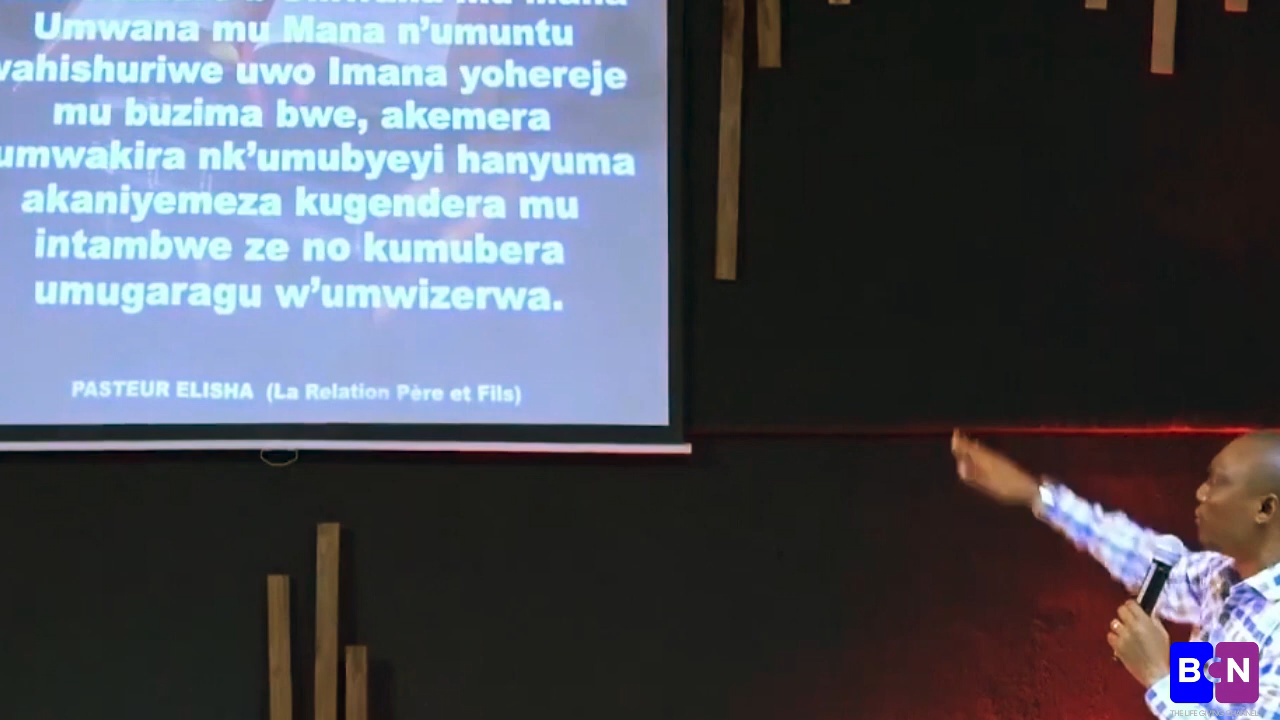 Umwana mu Mana n’umuntu
wahishuriwe uwo Imana yohereje
mu buzima bwe, akemera
umwakira nk’umubyeyi hanyuma
akaniyemeza kugendera mu
intambwe ze no kumubera
umugaragu w’umwizerwa.
PASTEUR ELISHA (La Relation Père et Fils)
BCN